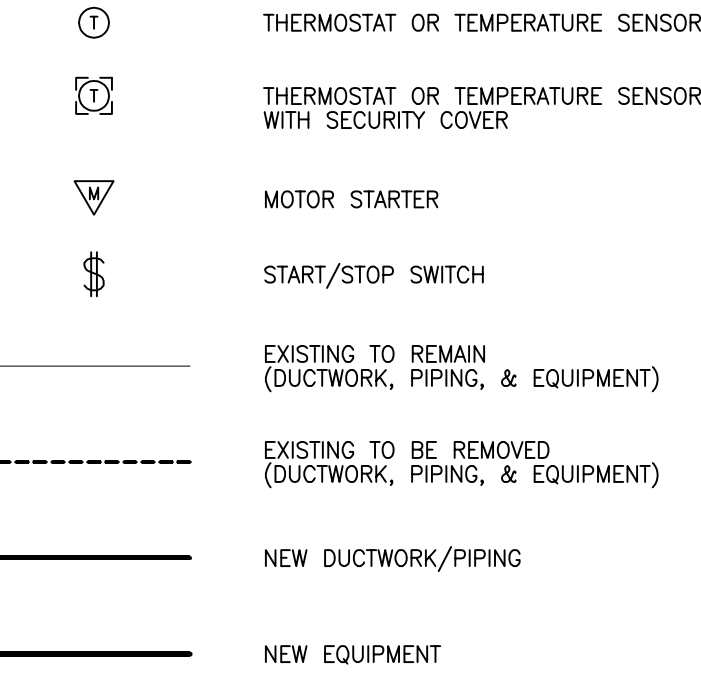 T THERMOSTAT OR TEMPERATURE SENSOR
T THERMOSTAT OR TEMPERATURE SENSOR
WITH SECURITY COVER
M MOTOR STARTER
$ START/STOP SWITCH
EXISTING TO REMAIN
(DUCTWORK, PIPING, & EQUIPMENT)
EXISTING TO BE REMOVED
(DUCTWORK, PIPING, & EQUIPMENT)
NEW DUCTWORK/PIPING
NEW EQUIPMENT